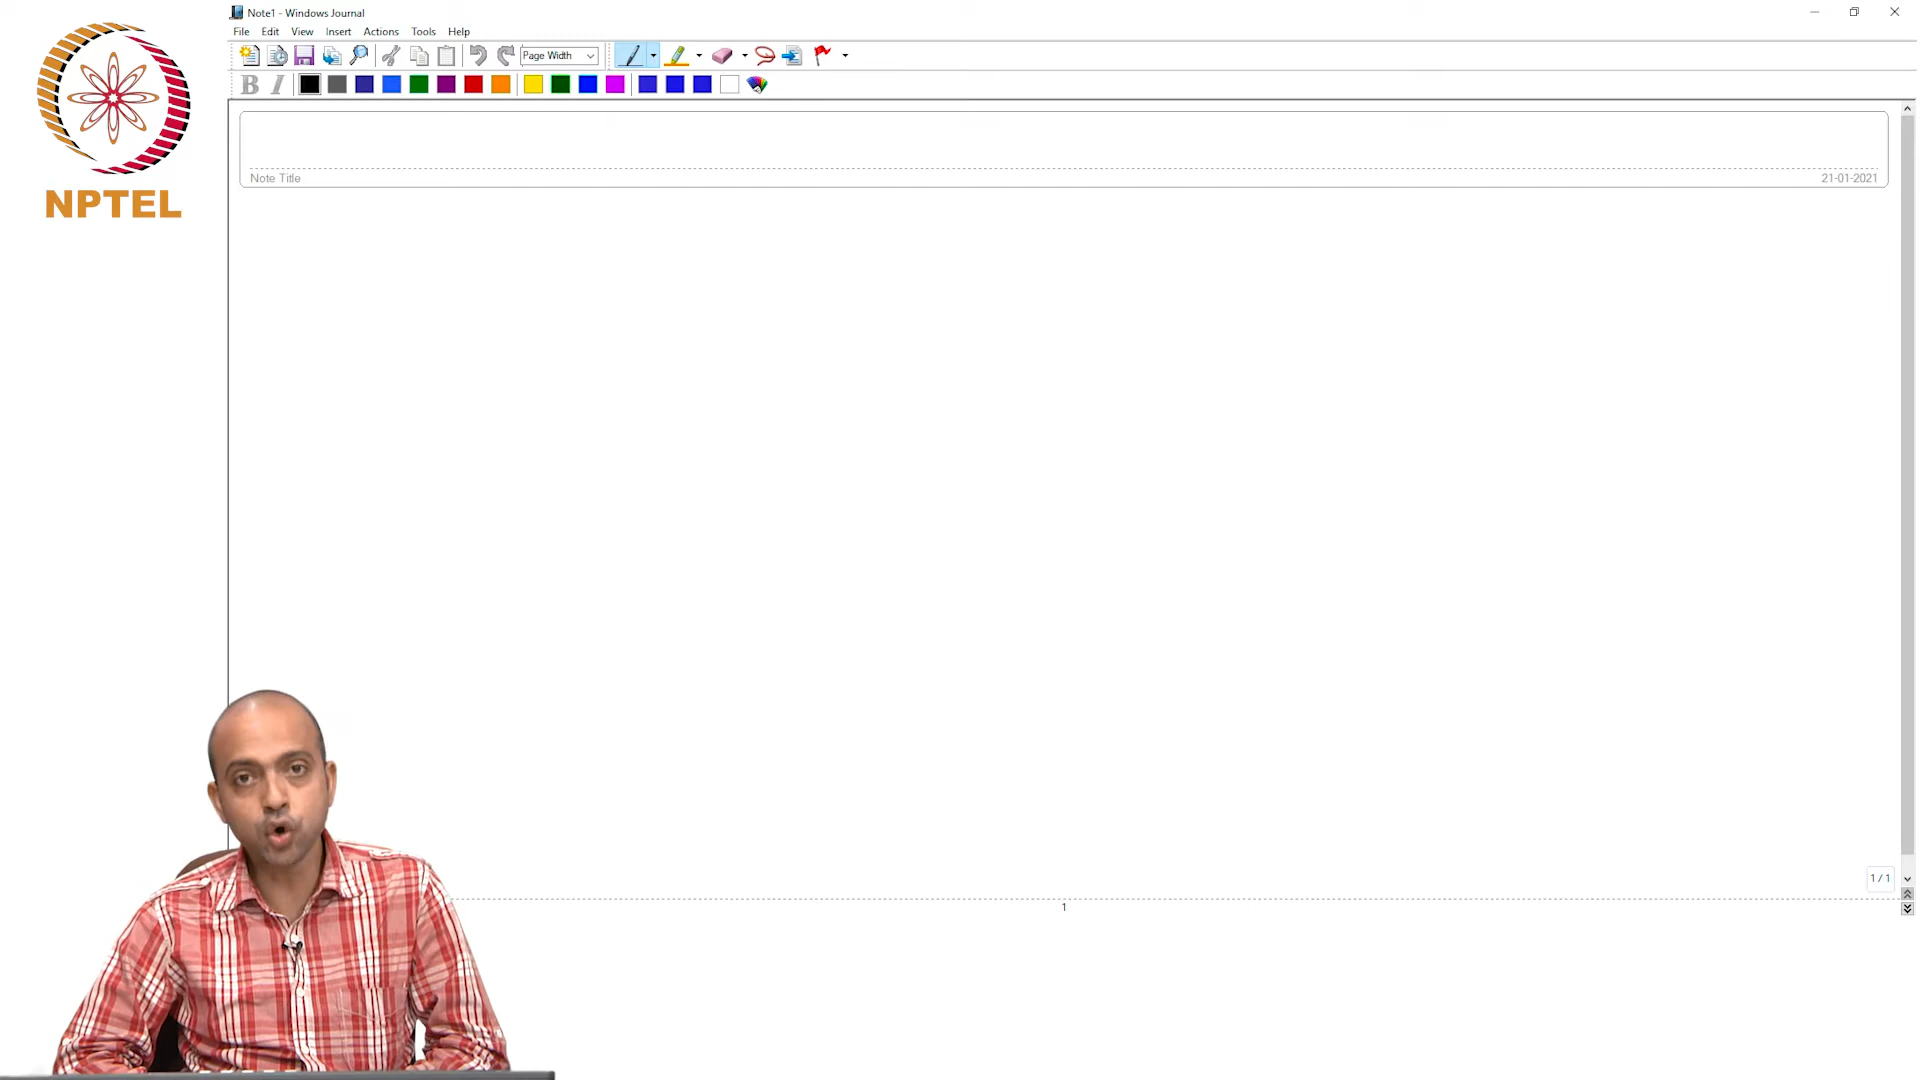 Note1 - Windows Journal
File Edit View Insert Actions Tools Help
Page Width
B I
Note Title
21-01-2021
NPTEL
1 / 1
1